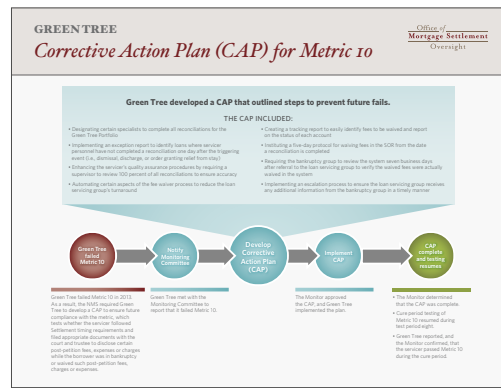 GREEN TREE
Corrective Action Plan (CAP) for Metric 10
Office of
Mortgage Settlement
Oversight
Green Tree developed a CAP that outlined steps to prevent future fails.
THE CAP INCLUDED:
• Designating certain specialists to complete all reconciliations for the
Green Tree Portfolio
• Implementing an exception report to identify loans where servicer
personnel have not completed a reconciliation one day after the triggering
event (i.e., dismissal, discharge, or order granting relief from stay)
• Enhancing the servicer's quality assurance procedures by requiring a
supervisor to review 100 percent of all reconciliations to ensure accuracy
• Automating certain aspects of the fee waiver process to reduce the loan
servicing group's turnaround
• Creating a tracking report to easily identify fees to be waived and report
on the status of each account
• Instituting a five-day protocol for waiving fees in the SOR from the date
a reconciliation is completed
• Requiring the bankruptcy group to review the system seven business days
after referral to the loan servicing group to verify the waived fees were actually
waived in the system
• Implementing an escalation process to ensure the loan servicing group receives
any additional information from the bankruptcy group in a timely manner
Green Tree
failed
Metric 10
Notify
Monitoring
Committee
Develop
Corrective
Action Plan
(CAP)
Implement
CAP
CAP
complete
and testing
resumes
Green Tree failed Metric 10 in 2013.
As a result, the NMS required Green
Tree to develop a CAP to ensure future
compliance with the metric, which
tests whether the servicer followed
Settlement timing requirements and
filed appropriate documents with the
court and trustee to disclose certain
post-petition fees, expenses or charges
while the borrower was in bankruptcy
or waived such post-petition fees,
charges or expenses.
Green Tree met with the
Monitoring Committee to
report that it failed Metric 10.
The Monitor approved
the CAP, and Green Tree
implemented the plan.
• The Monitor determined
that the CAP was complete.
• Cure period testing of
Metric 10 resumed during
test period eight.
• Green Tree reported, and
the Monitor confirmed, that
the servicer passed Metric 10
during the cure period.